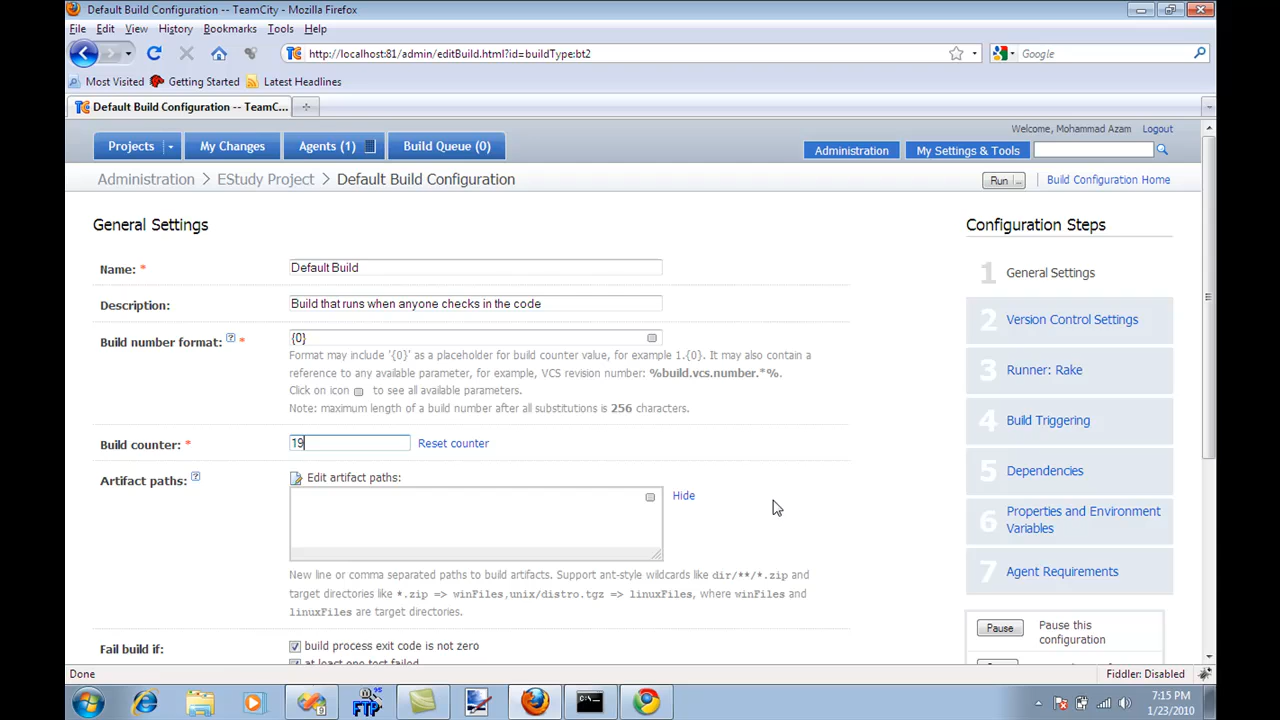 Default Build Configuration -- TeamCity - Mozilla Firefox
File Edit View History Bookmarks Tools Help
TC http://localhost:81/admin/editBuild.html?id=buildType:bt2 Google
Most Visited Getting Started Latest Headlines
TC Default Build Configuration -- TeamC...
Welcome, Mohammad Azam Logout
Projects My Changes Agents (1) Build Queue (0) Administration My Settings & Tools
Administration > EStudy Project > Default Build Configuration Run ... Build Configuration Home
General Settings
Name: *
Default Build
Description:
Build that runs when anyone checks in the code
Build number format: ? *
{0}
Format may include '{0}' as a placeholder for build counter value, for example 1.{0}. It may also contain a
reference to any available parameter, for example, VCS revision number: %build.vcs.number.*%.
Click on icon to see all available parameters.
Note: maximum length of a build number after all substitutions is 256 characters.
Build counter: *
19
Reset counter
Artifact paths: ?
Edit artifact paths:
Hide
New line or comma separated paths to build artifacts. Support ant-style wildcards like dir/**/*.zip and
target directories like *.zip => winFiles,unix/distro.tgz => linuxFiles, where winFiles and
linuxFiles are target directories.
Fail build if:
build process exit code is not zero
at least one test failed
Configuration Steps
1 General Settings
2 Version Control Settings
3 Runner: Rake
4 Build Triggering
5 Dependencies
6 Properties and Environment
Variables
7 Agent Requirements
Pause
Pause this
configuration
Done
Fiddler: Disabled
FTP
7:15 PM
1/23/2010